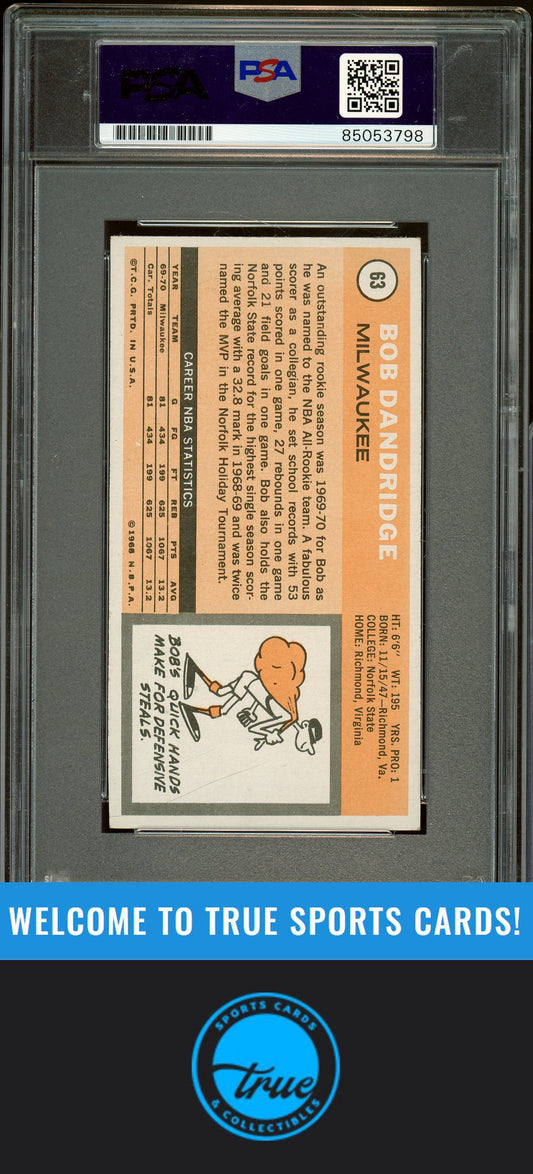 PSA
PSA
85053798
63
BOB DANDRIDGE
MILWAUKEE
HT: 6'6" WT: 195 YRS. PRO: 1
BORN: 11/15/47—Richmond, Va.
COLLEGE: Norfolk State
HOME: Richmond, Virginia
An outstanding rookie season was 1969-70 for Bob as
he was named to the NBA All-Rookie team. A fabulous
scorer as a collegian, he set school records with 53
points scored in one game, 27 rebounds in one game
and 21 field goals in one game. Bob also holds the
Norfolk State record for the highest single season scor-
ing average with a 32.8 mark in 1968-69 and was twice
named the MVP in the Norfolk Holiday Tournament.
CAREER NBA STATISTICS
YEAR TEAM G FG FT REB PTS AVG
69-70 Milwaukee 81 434 199 625 1067 13.2
Car. Totals 81 434 199 625 1067 13.2
©T.C.G. PRTD. IN U.S.A. ©1968 N.B.P.A.
BOB'S QUICK HANDS
MAKE FOR DEFENSIVE
STEALS.
WELCOME TO TRUE SPORTS CARDS!
SPORTS CARDS
true
& COLLECTIBLES